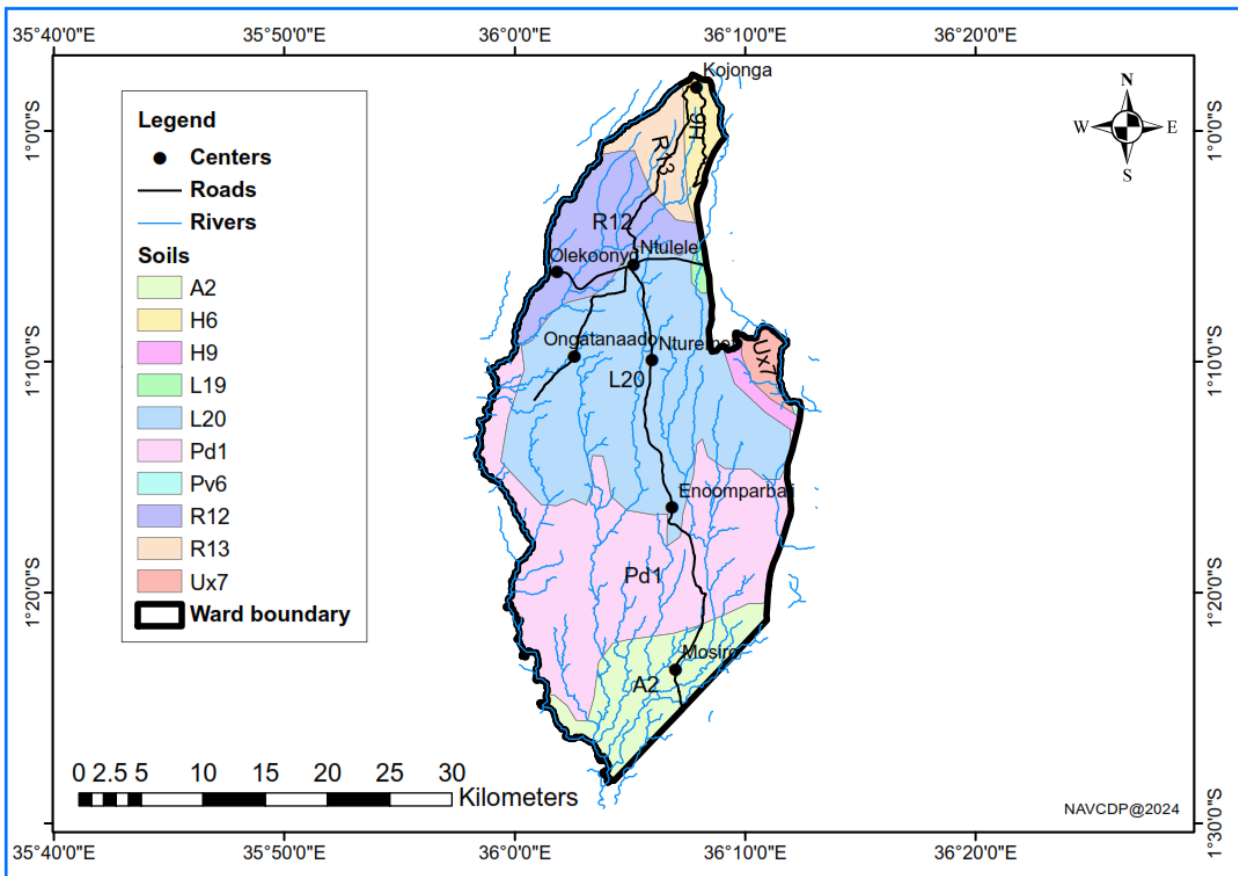 35°40'0"E 35°50'0"E 36°0'0"E 36°10'0"E 36°20'0"E
1°0'0"S
1°10'0"S
1°20'0"S
Legend
Centers
Roads
Rivers
Soils
A2
H6
H9
L19
L20
Pd1
Pv6
R12
R13
Ux7
Ward boundary
Kojonga
H6
R13
R12
Olekoonyo
Ntulele
Ongatanaado
L20
Ux7
Pd1
Mosiro
A2
N
W E
S
1°0'0"S
1°10'0"S
1°20'0"S
1°30'0"S
0 2.5 5 10 15 20 25 30
Kilometers
NAVCDP@2024
35°40'0"E 35°50'0"E 36°0'0"E 36°10'0"E 36°20'0"E